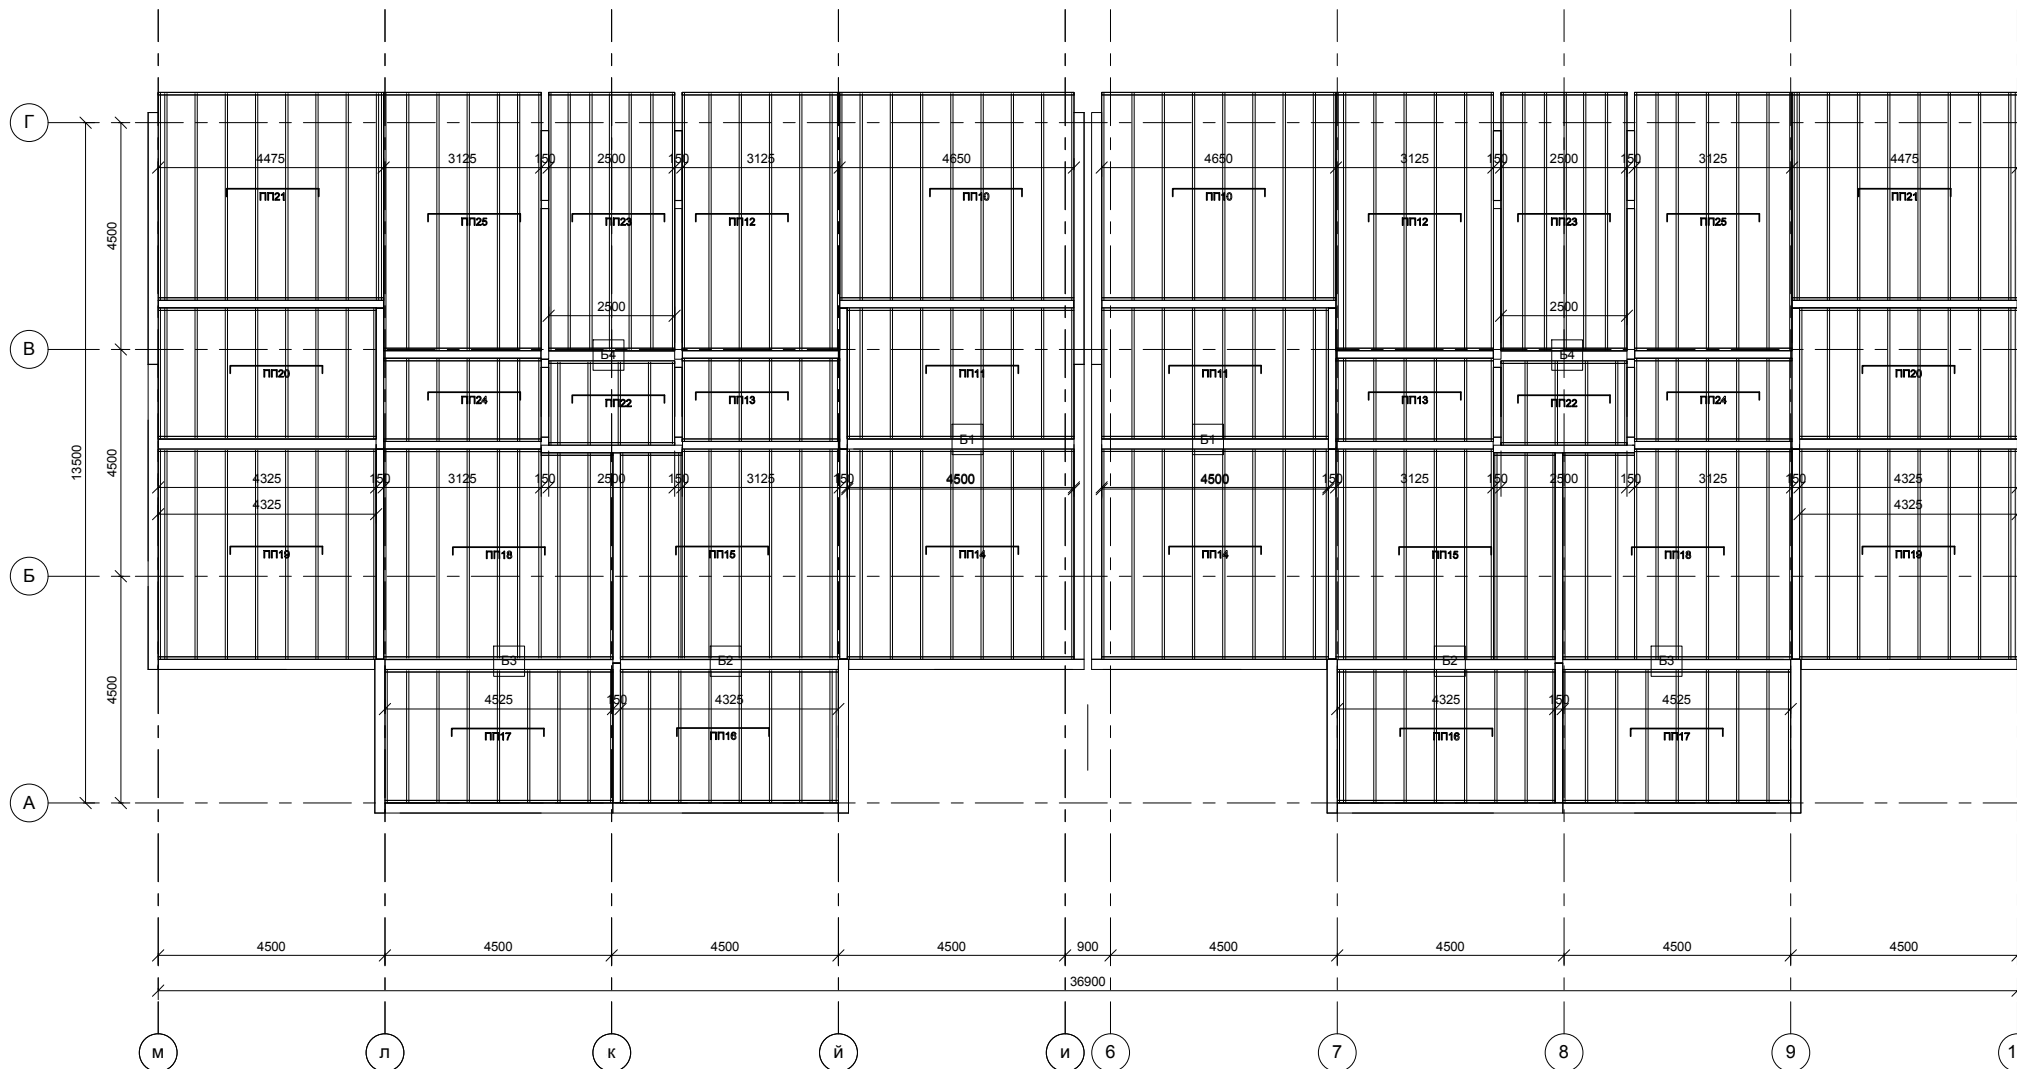 Г
4475
3125
150
2500
150
3125
4650
4650
3125
150
2500
150
3125
4475
ПП21
ПП25
ПП23
ПП12
ПП10
ПП10
ПП12
ПП23
ПП25
ПП21
4500
2500
2500
В
Б4
Б4
ПП20
ПП24
ПП22
ПП13
ПП11
ПП11
ПП13
ПП22
ПП24
ПП20
Б1
Б1
13500
4500
4325
150
3125
150
2500
150
3125
150
4500
4500
150
3125
150
2500
150
3125
150
4325
4325
4325
ПП19
ПП18
ПП15
ПП14
ПП14
ПП15
ПП18
ПП19
Б
Б3
Б2
Б2
Б3
4500
4525
150
4325
4325
150
4525
ПП17
ПП16
ПП16
ПП17
А
4500
4500
4500
4500
900
4500
4500
4500
4500
36900
м
л
к
й
и
6
7
8
9